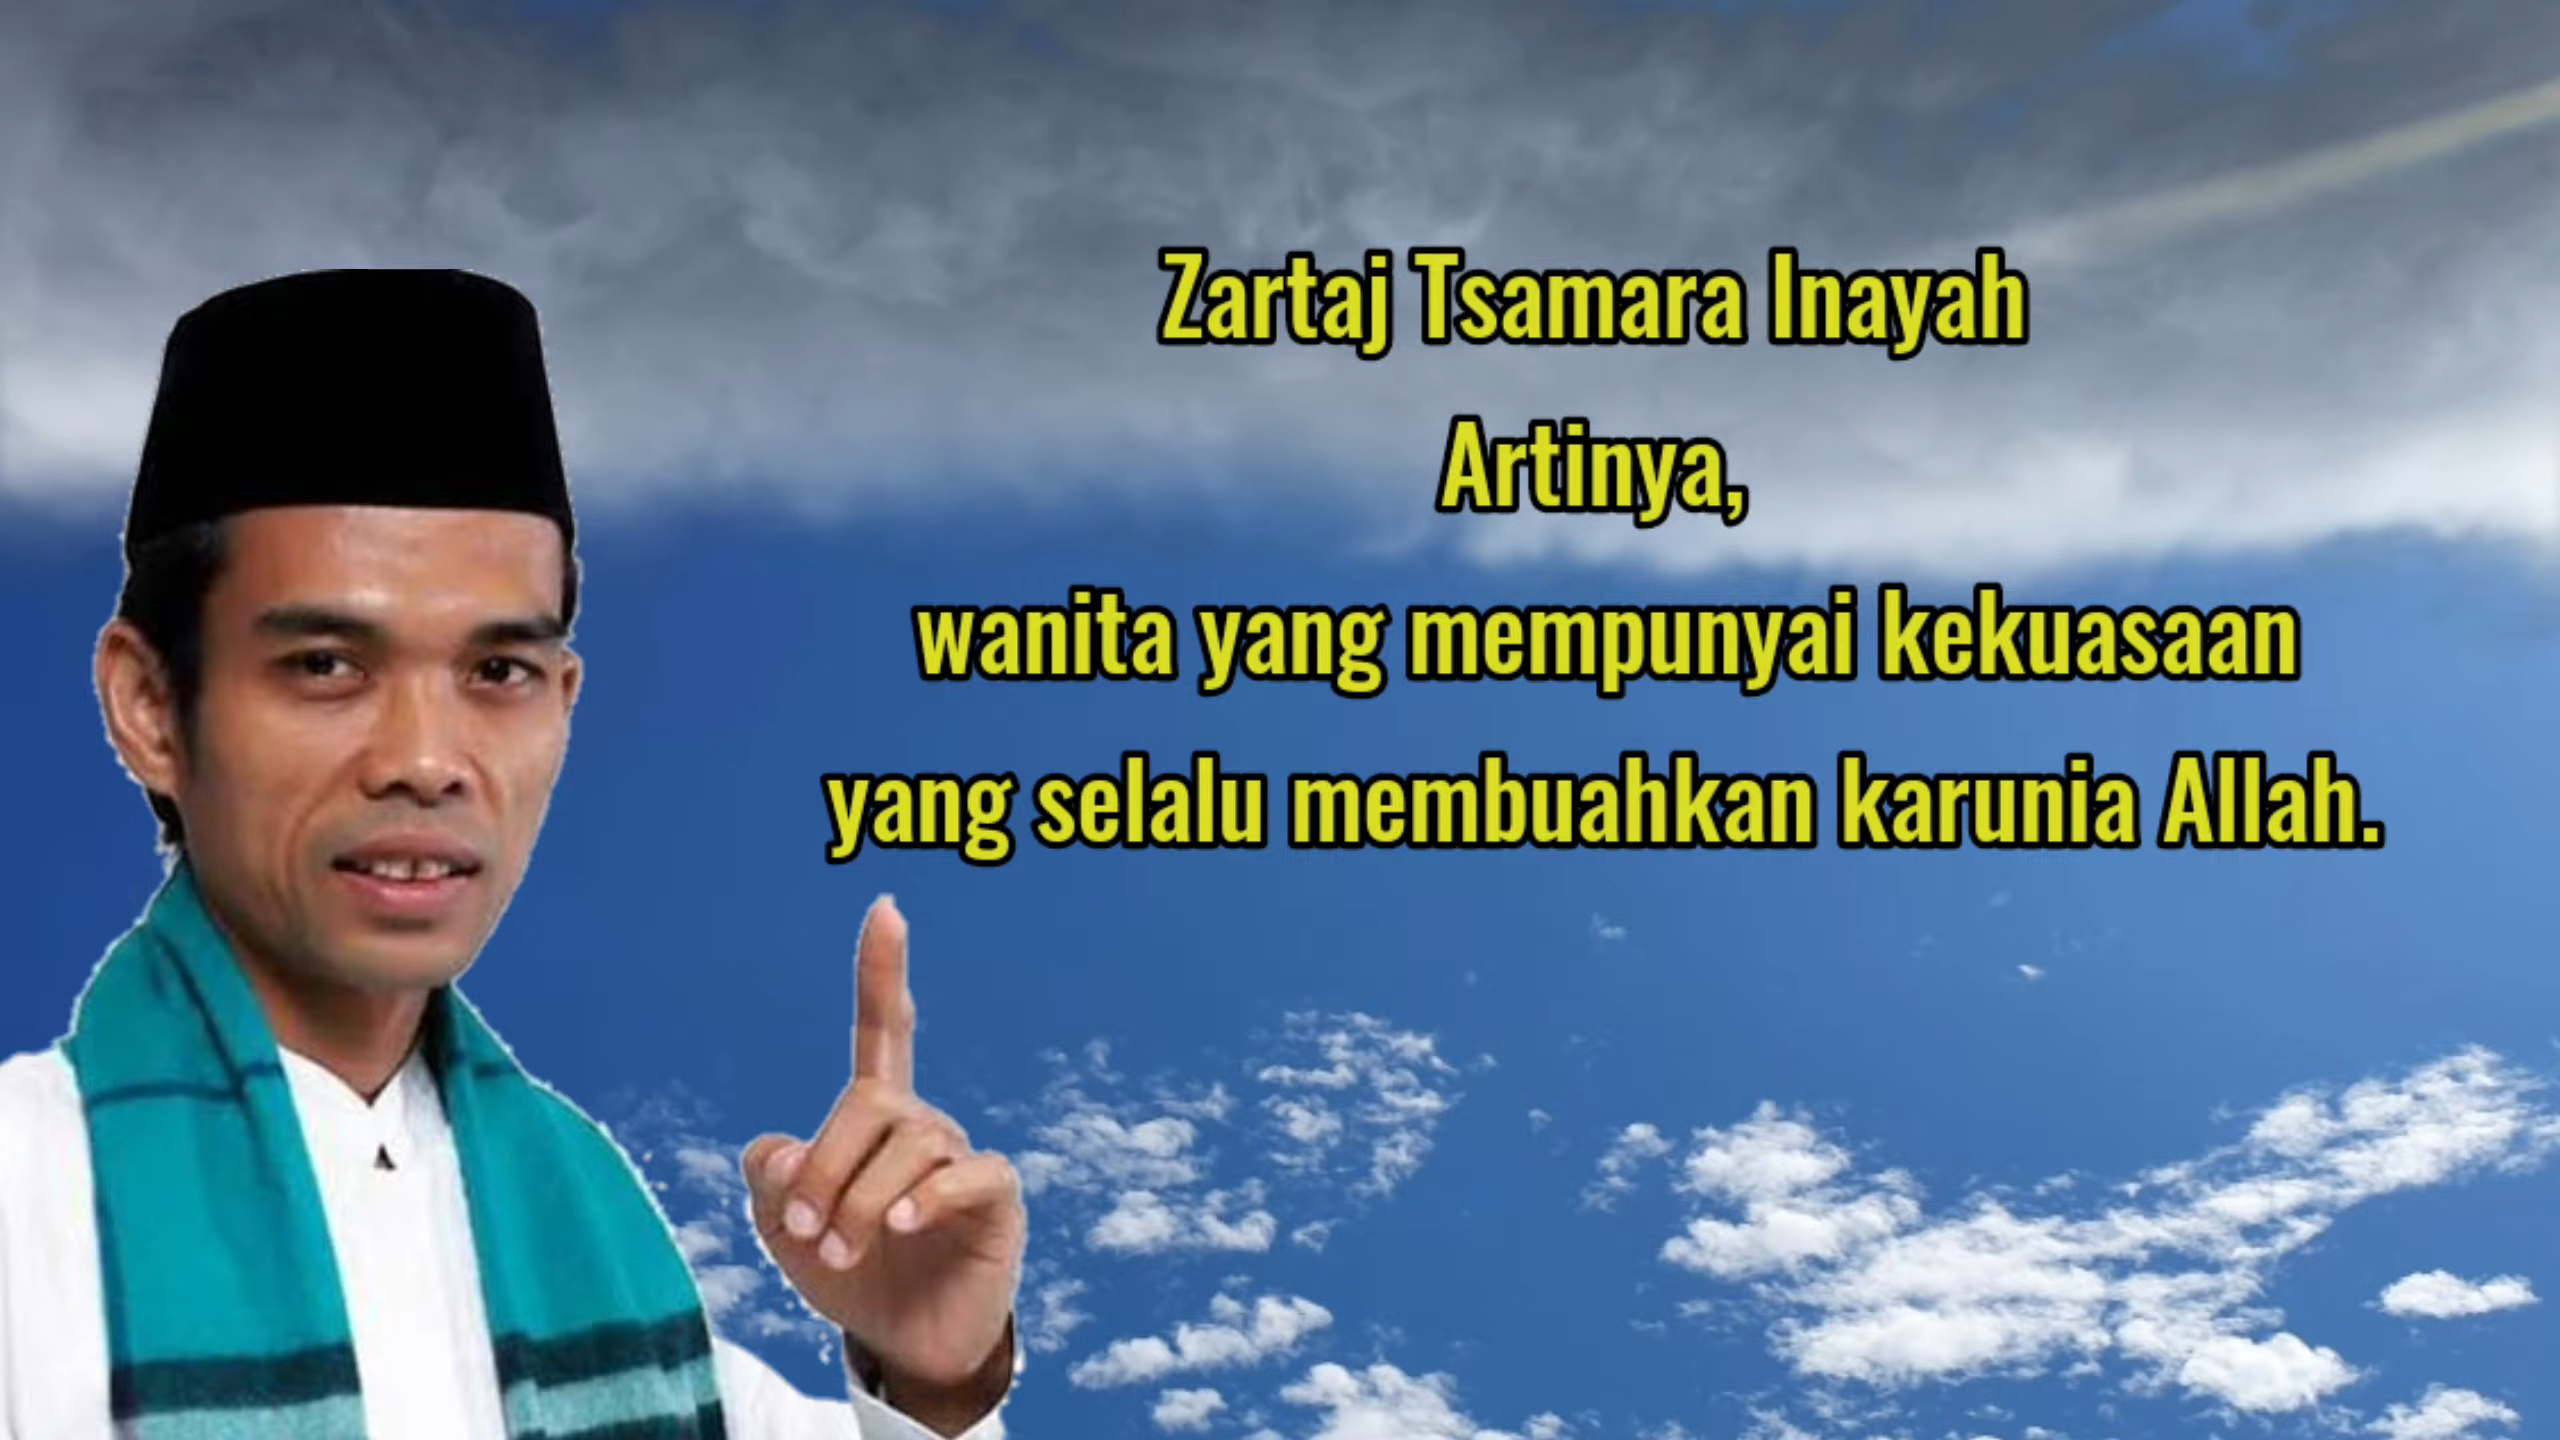 Zartaj Tsamara Inayah
Artinya,
wanita yang mempunyai kekuasaan
yang selalu membuahkan karunia Allah.